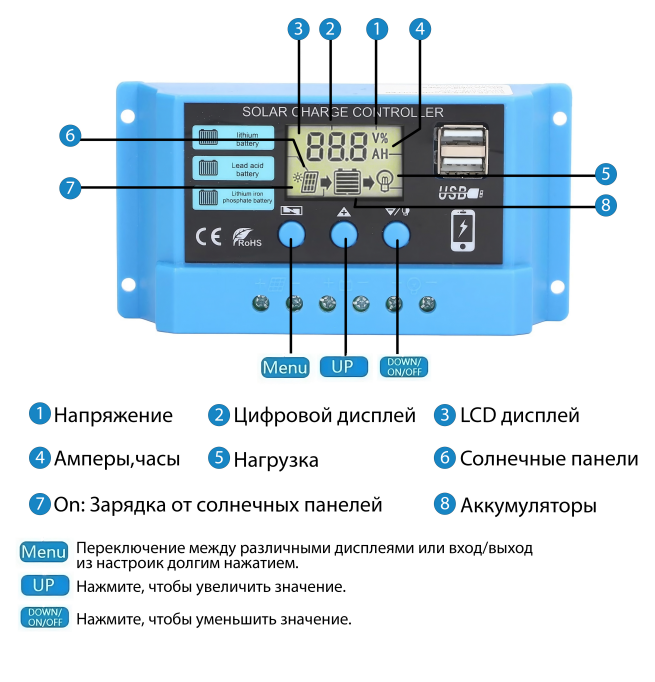 3 2 1 4
SOLAR CHARGE CONTROLLER
6 lithium
battery
88.8 V%
AH
Lead acid
battery
5
7 Lithium iron
phosphate battery
USB
8
CE RoHS
Menu UP DOWN/
ON/OFF
1 Напряжение 2 Цифровой дисплей 3 LCD дисплей
4 Амперы,часы 5 Нагрузка 6 Солнечные панели
7 On: Зарядка от солнечных панелей 8 Аккумуляторы
Menu Переключение между различными дисплеями или вход/выход
из настроик долгим нажатием.
UP Нажмите, чтобы увеличить значение.
DOWN/
ON/OFF Нажмите, чтобы уменьшить значение.